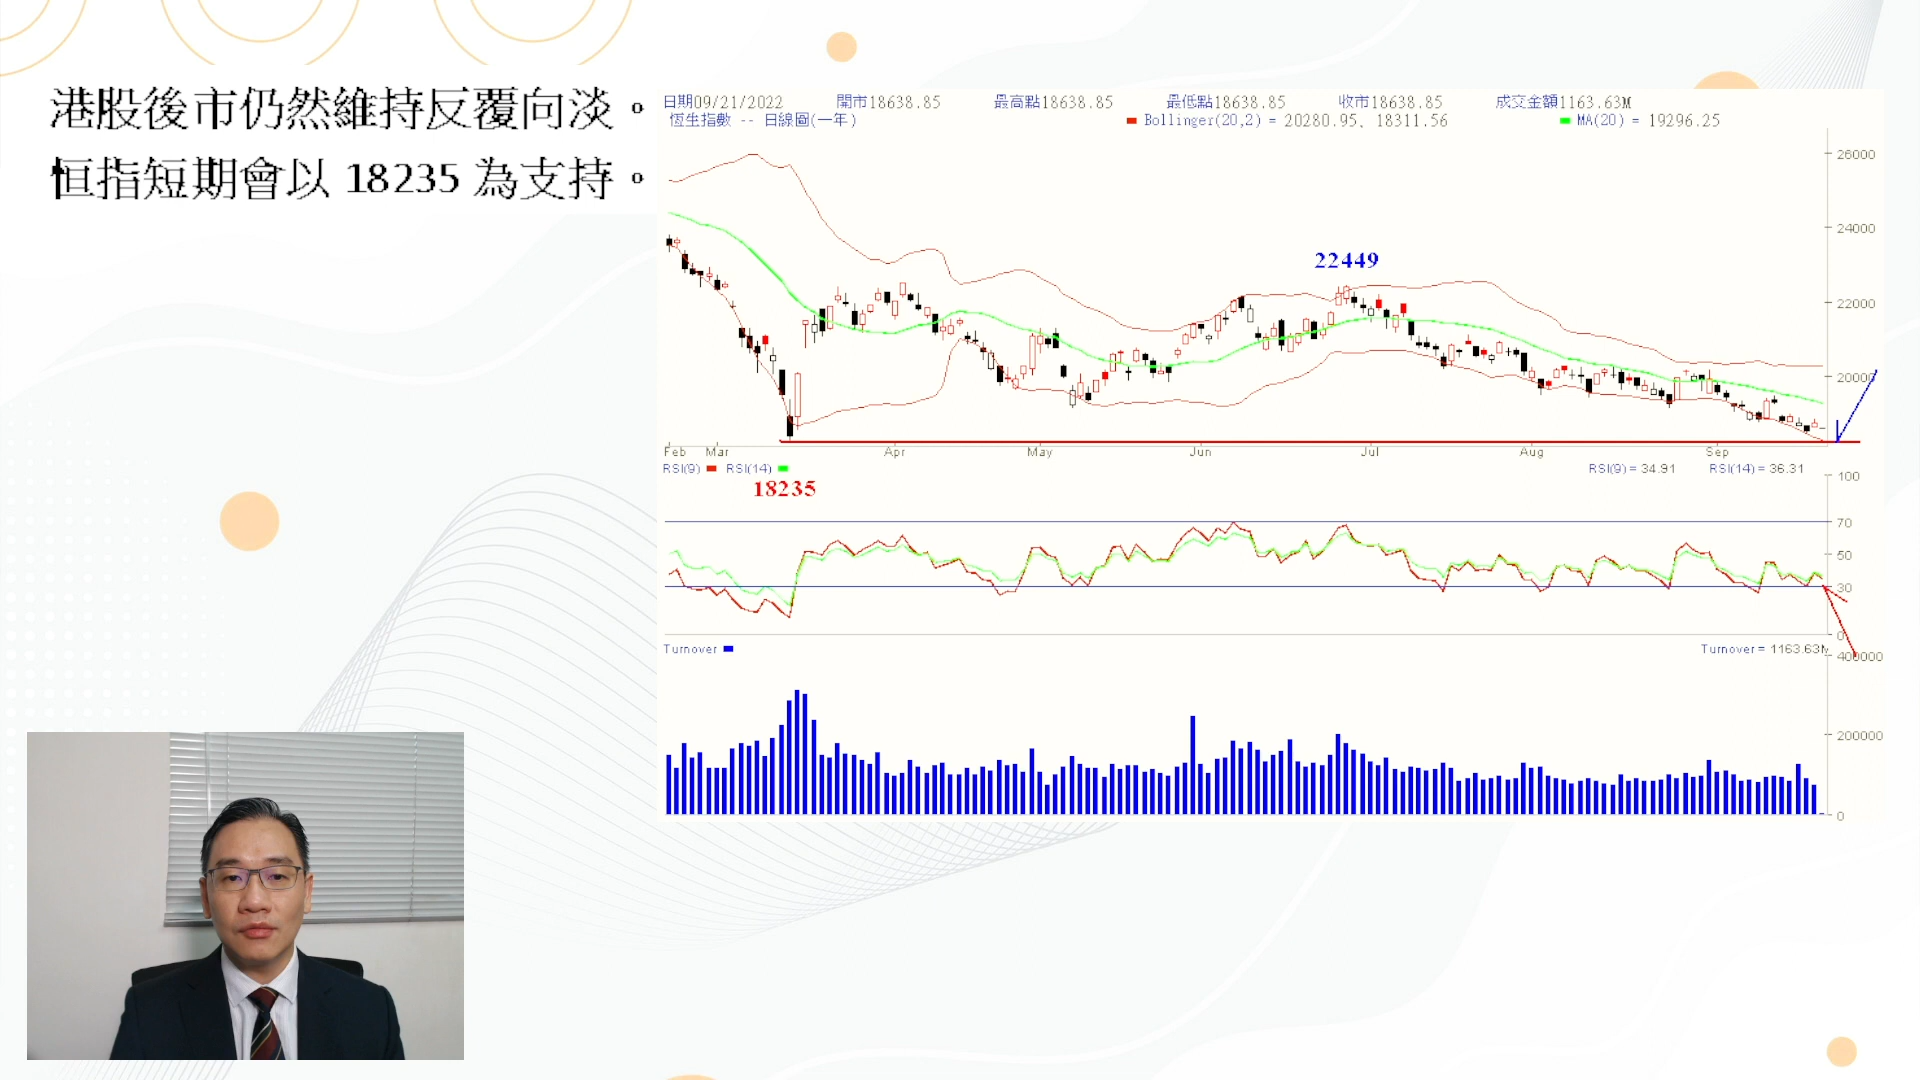 港股後市仍然維持反覆向淡。
恒指短期會以 18235 為支持。
日期09/21/2022 開市18638.85 最高點18638.85 最低點18638.85 收市18638.85 成交金額1163.63M
恆生指數 -- 日線圖(一年) Bollinger(20,2) = 20280.95、18311.56 MA(20) = 19296.25
26000
24000
22449
22000
20000
Feb Mar Apr May Jun Jul Aug Sep
RSI(9) RSI(14) RSI(9) = 34.91 RSI(14) = 36.31
100
18235
70
50
30
0
Turnover Turnover = 1163.63M
400000
200000
0